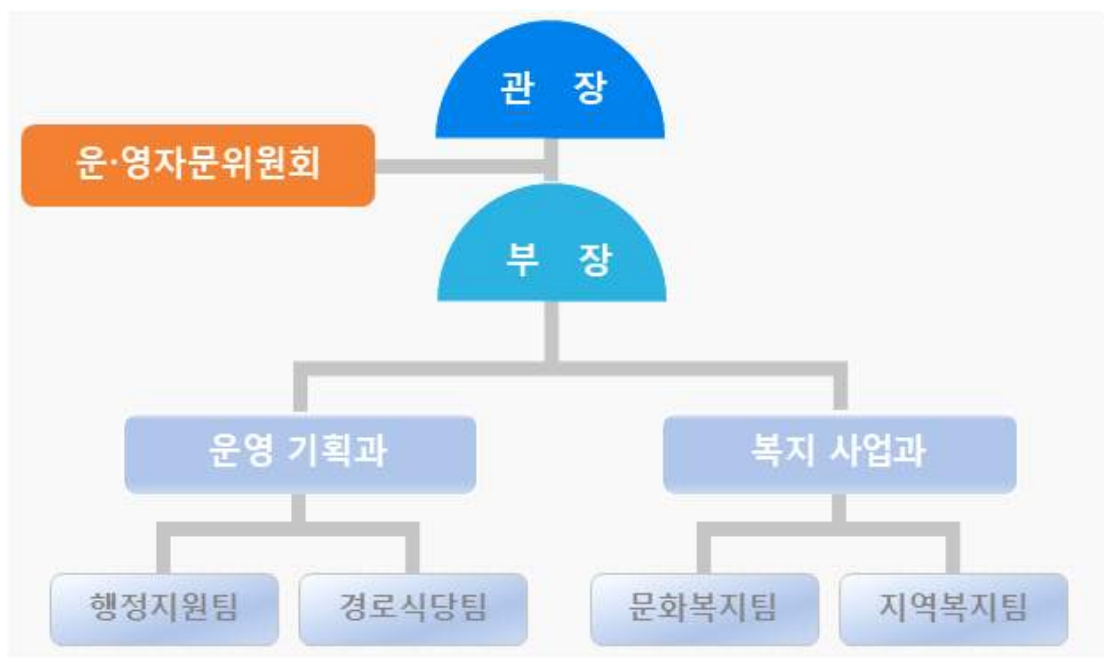 관 장
운·영자문위원회
부 장
운영 기획과
복지 사업과
행정지원팀
경로식당팀
문화복지팀
지역복지팀